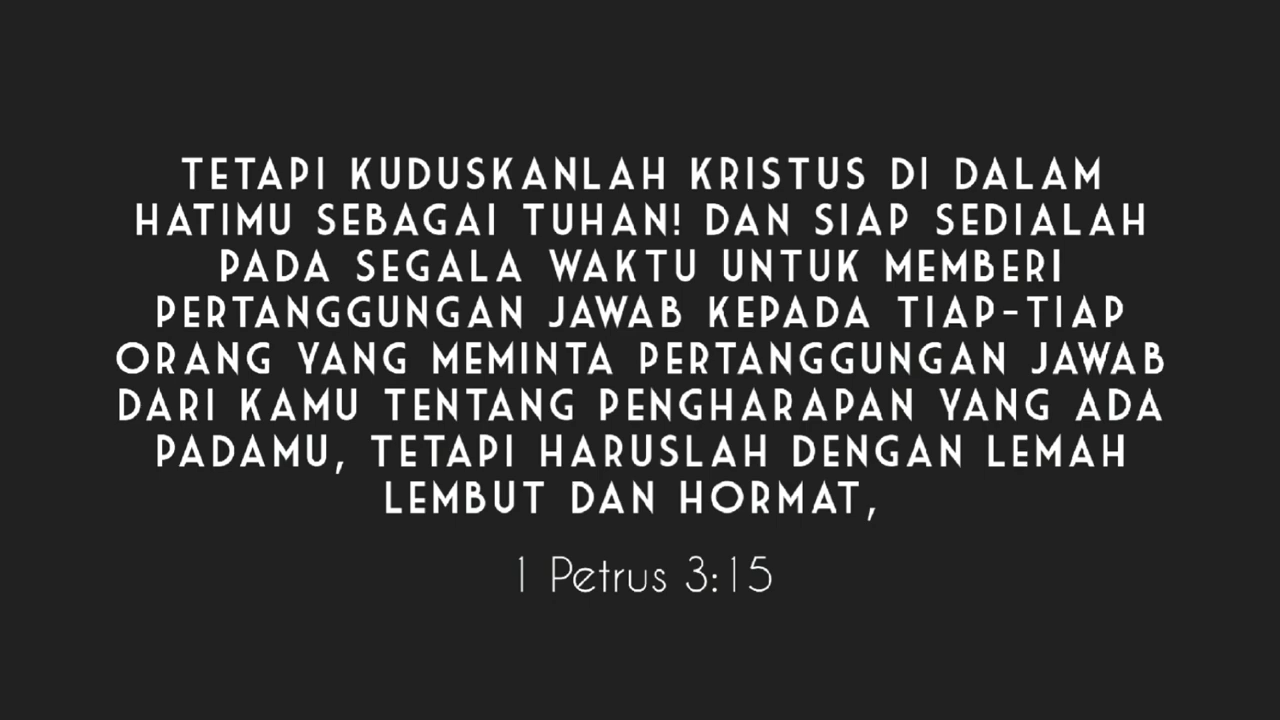 TETAPI KUDUSKANLAH KRISTUS DI DALAM
HATIMU SEBAGAI TUHAN! DAN SIAP SEDIALAH
PADA SEGALA WAKTU UNTUK MEMBERI
PERTANGGUNGAN JAWAB KEPADA TIAP-TIAP
ORANG YANG MEMINTA PERTANGGUNGAN JAWAB
DARI KAMU TENTANG PENGHARAPAN YANG ADA
PADAMU, TETAPI HARUSLAH DENGAN LEMAH
LEMBUT DAN HORMAT,
1 Petrus 3:15